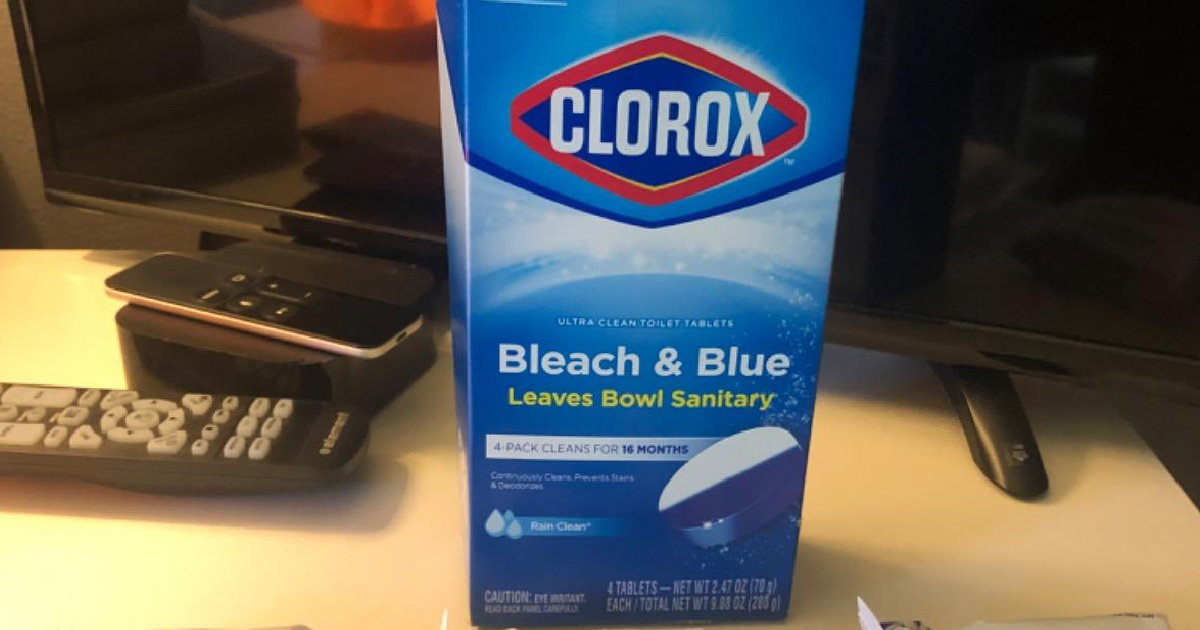 CLOROX
TM
ULTRA CLEAN TOILET TABLETS
Bleach & Blue
Leaves Bowl Sanitary
4-PACK CLEANS FOR 16 MONTHS
Continuously Cleans, Prevents Stains
& Deodorizes
Rain Clean*
CAUTION: EYE IRRITANT.
READ BACK PANEL CAREFULLY.
4 TABLETS — NET WT 2.47 OZ (70 g)
EACH / TOTAL NET WT 9.88 OZ (280 g)